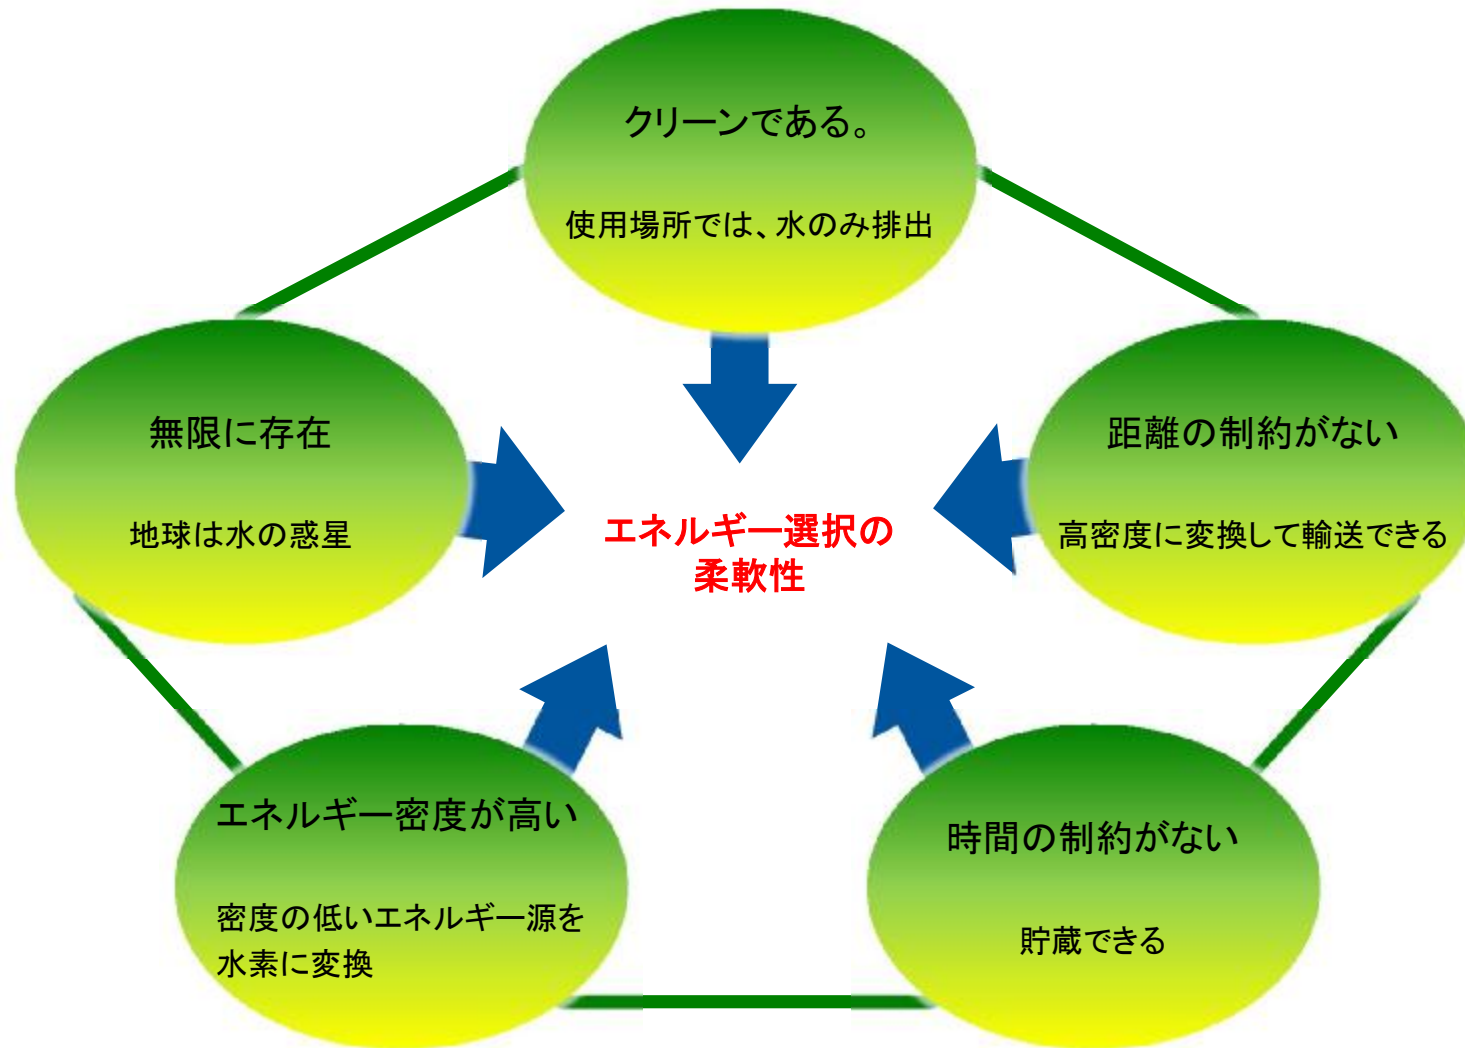 クリーンである。
使用場所では、水のみ排出
無限に存在
地球は水の惑星
距離の制約がない
高密度に変換して輸送できる
エネルギー選択の
柔軟性
エネルギー密度が高い
密度の低いエネルギー源を
水素に変換
時間の制約がない
貯蔵できる